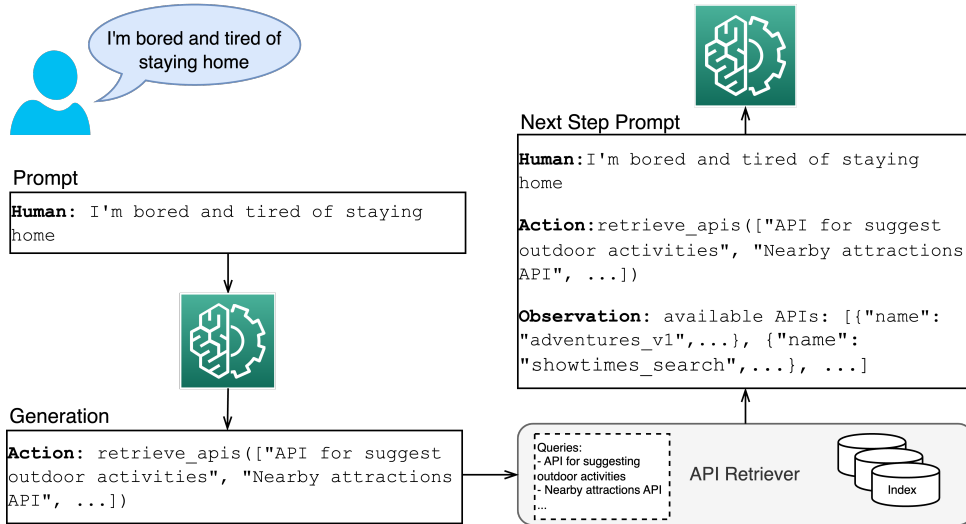 I'm bored and tired of
staying home
Prompt
Human: I'm bored and tired of staying
home
Generation
Action: retrieve_apis(["API for suggest
outdoor activities", "Nearby attractions
API", ...])
Queries:
- API for suggesting
outdoor activities
- Nearby attractions API
...
API Retriever
Index
Next Step Prompt
Human:I'm bored and tired of staying
home
Action:retrieve_apis(["API for suggest
outdoor activities", "Nearby attractions
API", ...])
Observation: available APIs: [{"name":
"adventures_v1",...}, {"name":
"showtimes_search",...}, ...]